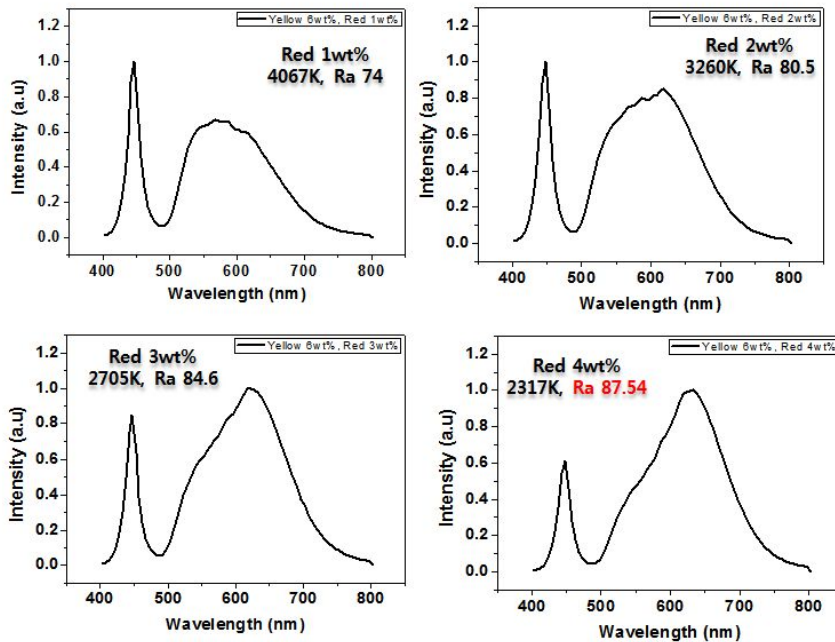 Yellow 6wt%, Red 1wt%
Red 1wt%
4067K, Ra 74
1.2
1.0
0.8
0.6
0.4
0.2
0.0
Intensity (a.u)
400 500 600 700 800
Wavelength (nm)
Yellow 6wt%, Red 2wt%
Red 2wt%
3260K, Ra 80.5
1.2
1.0
0.8
0.6
0.4
0.2
0.0
Intensity (a.u)
400 500 600 700 800
Wavelength (nm)
Yellow 6wt%, Red 3wt%
Red 3wt%
2705K, Ra 84.6
1.2
1.0
0.8
0.6
0.4
0.2
0.0
Intensity (a.u)
400 500 600 700 800
Wavelength (nm)
Yellow 6wt%, Red 4wt%
Red 4wt%
2317K, Ra 87.54
1.2
1.0
0.8
0.6
0.4
0.2
0.0
Intensity (a.u)
400 500 600 700 800
Wavelength (nm)